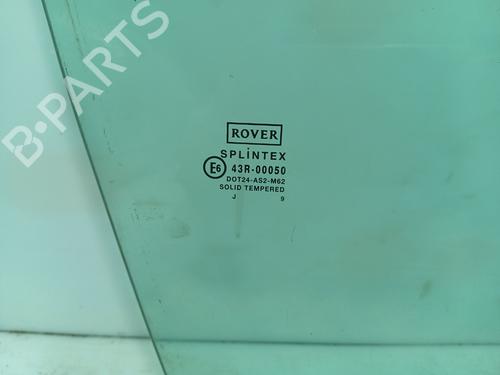 B-PARTS
ROVER
SPLINTEX
E6 43R-00050
DOT24-AS2-M62
SOLID TEMPERED
J 9